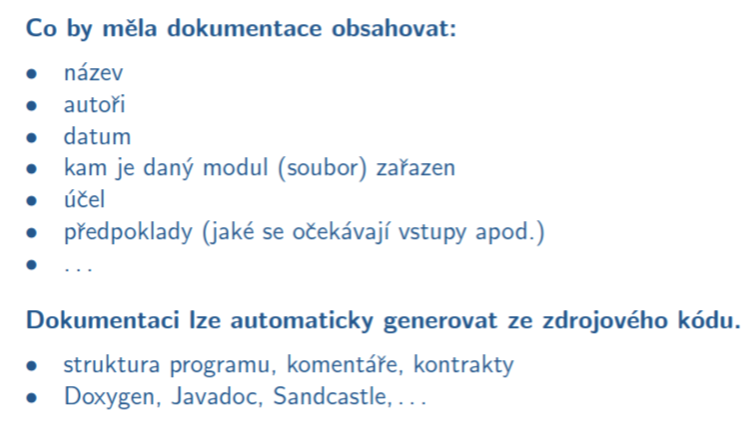 Co by měla dokumentace obsahovat:
• název
• autoři
• datum
• kam je daný modul (soubor) zařazen
• účel
• předpoklady (jaké se očekávají vstupy apod.)
• . . .
Dokumentaci lze automaticky generovat ze zdrojového kódu.
• struktura programu, komentáře, kontrakty
• Doxygen, Javadoc, Sandcastle, . . .